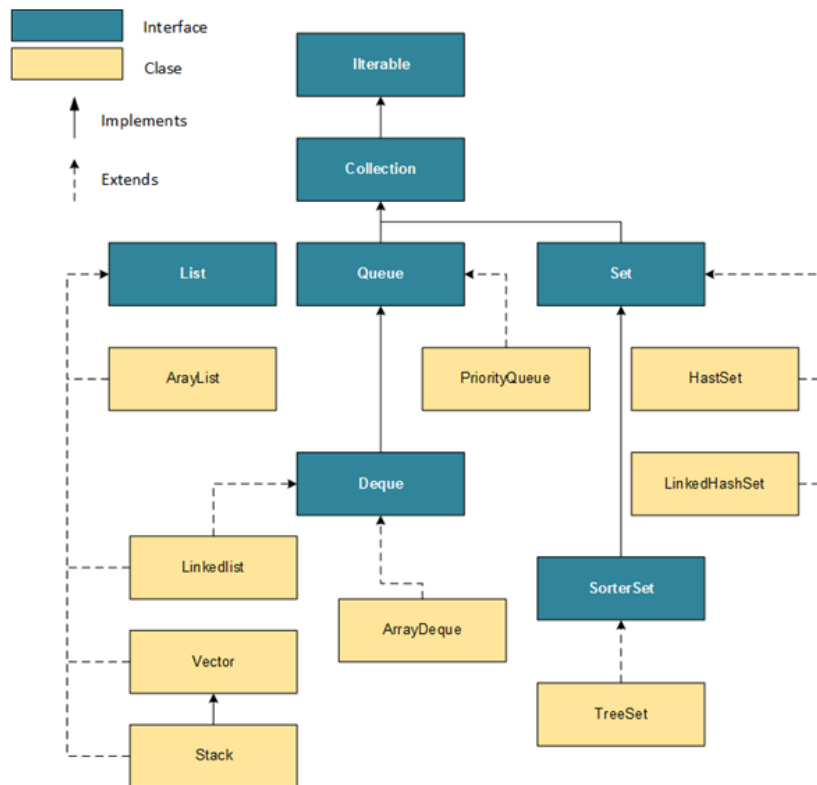 Interface
Clase
Implements
Extends
IIterable
Collection
List
Queue
Set
ArayList
PriorityQueue
HastSet
Deque
LinkedHashSet
Linkedlist
SorterSet
ArrayDeque
Vector
TreeSet
Stack